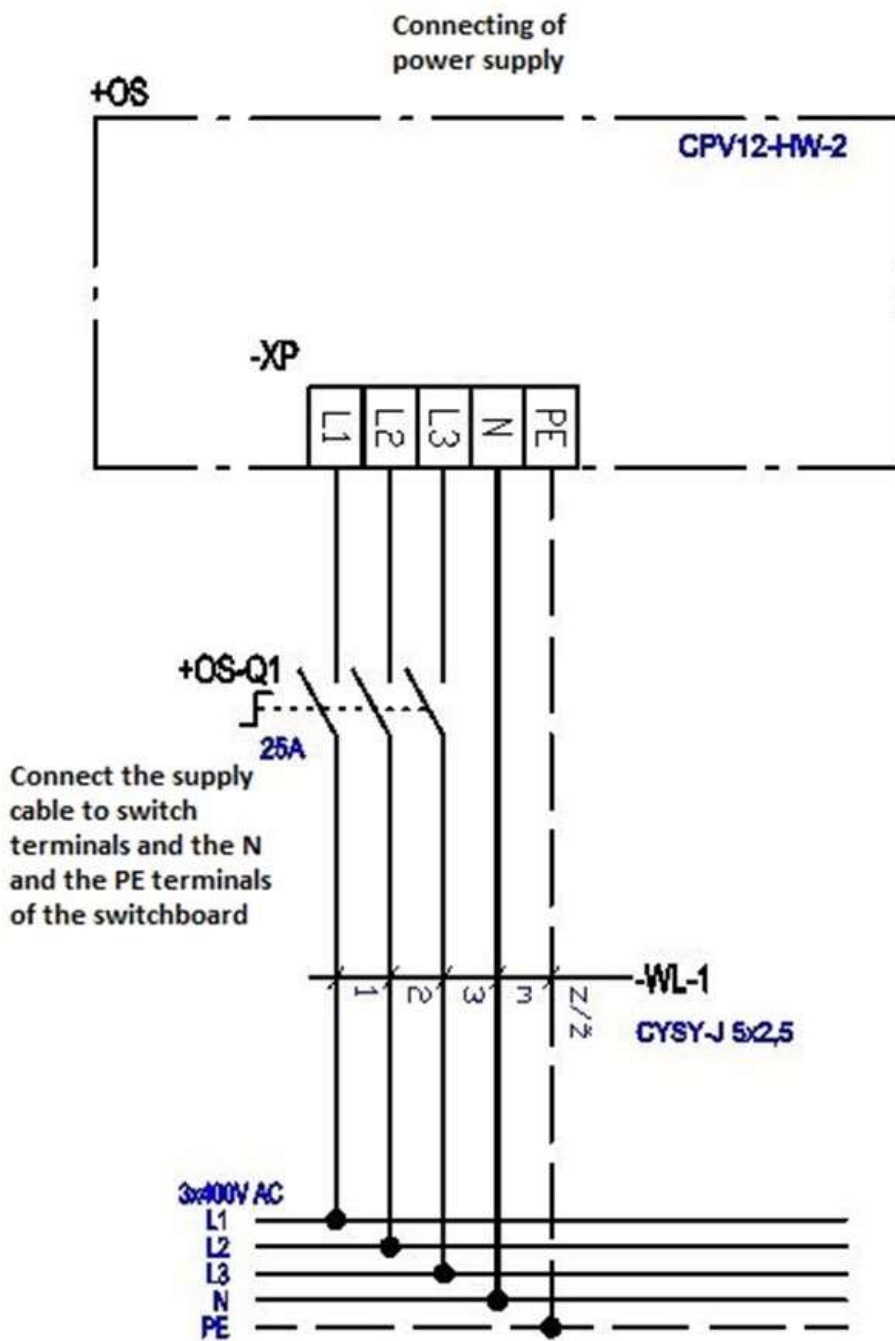 Connecting of
power supply
+OS
CPV12-HW-2
-XP
L1 L2 L3 N PE
+OS-Q1
25A
Connect the supply
cable to switch
terminals and the N
and the PE terminals
of the switchboard
1 2 3 m z/ž
-WL-1
CYSY-J 5x2,5
3x400V AC
L1
L2
L3
N
PE